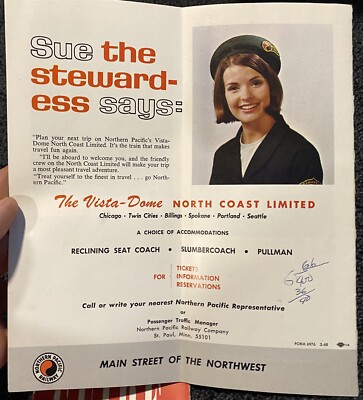 Sue the
steward-
ess says:
"Plan your next trip on Northern Pacific's Vista-
Dome North Coast Limited. It's the train that makes
travel fun again.
"I'll be aboard to welcome you, and the friendly
crew on the North Coast Limited will make your trip
a most pleasant travel adventure.
"Treat yourself to the finest in travel . . . go North-
ern Pacific."
The Vista-Dome NORTH COAST LIMITED
Chicago · Twin Cities · Billings · Spokane · Portland · Seattle
A CHOICE OF ACCOMMODATIONS
RECLINING SEAT COACH • SLUMBERCOACH • PULLMAN
FOR TICKETS
INFORMATION
RESERVATIONS
Call or write your nearest Northern Pacific Representative
or
Passenger Traffic Manager
Northern Pacific Railway Company
St. Paul, Minn. 55101
NORTHERN PACIFIC
RAILWAY
MAIN STREET OF THE NORTHWEST